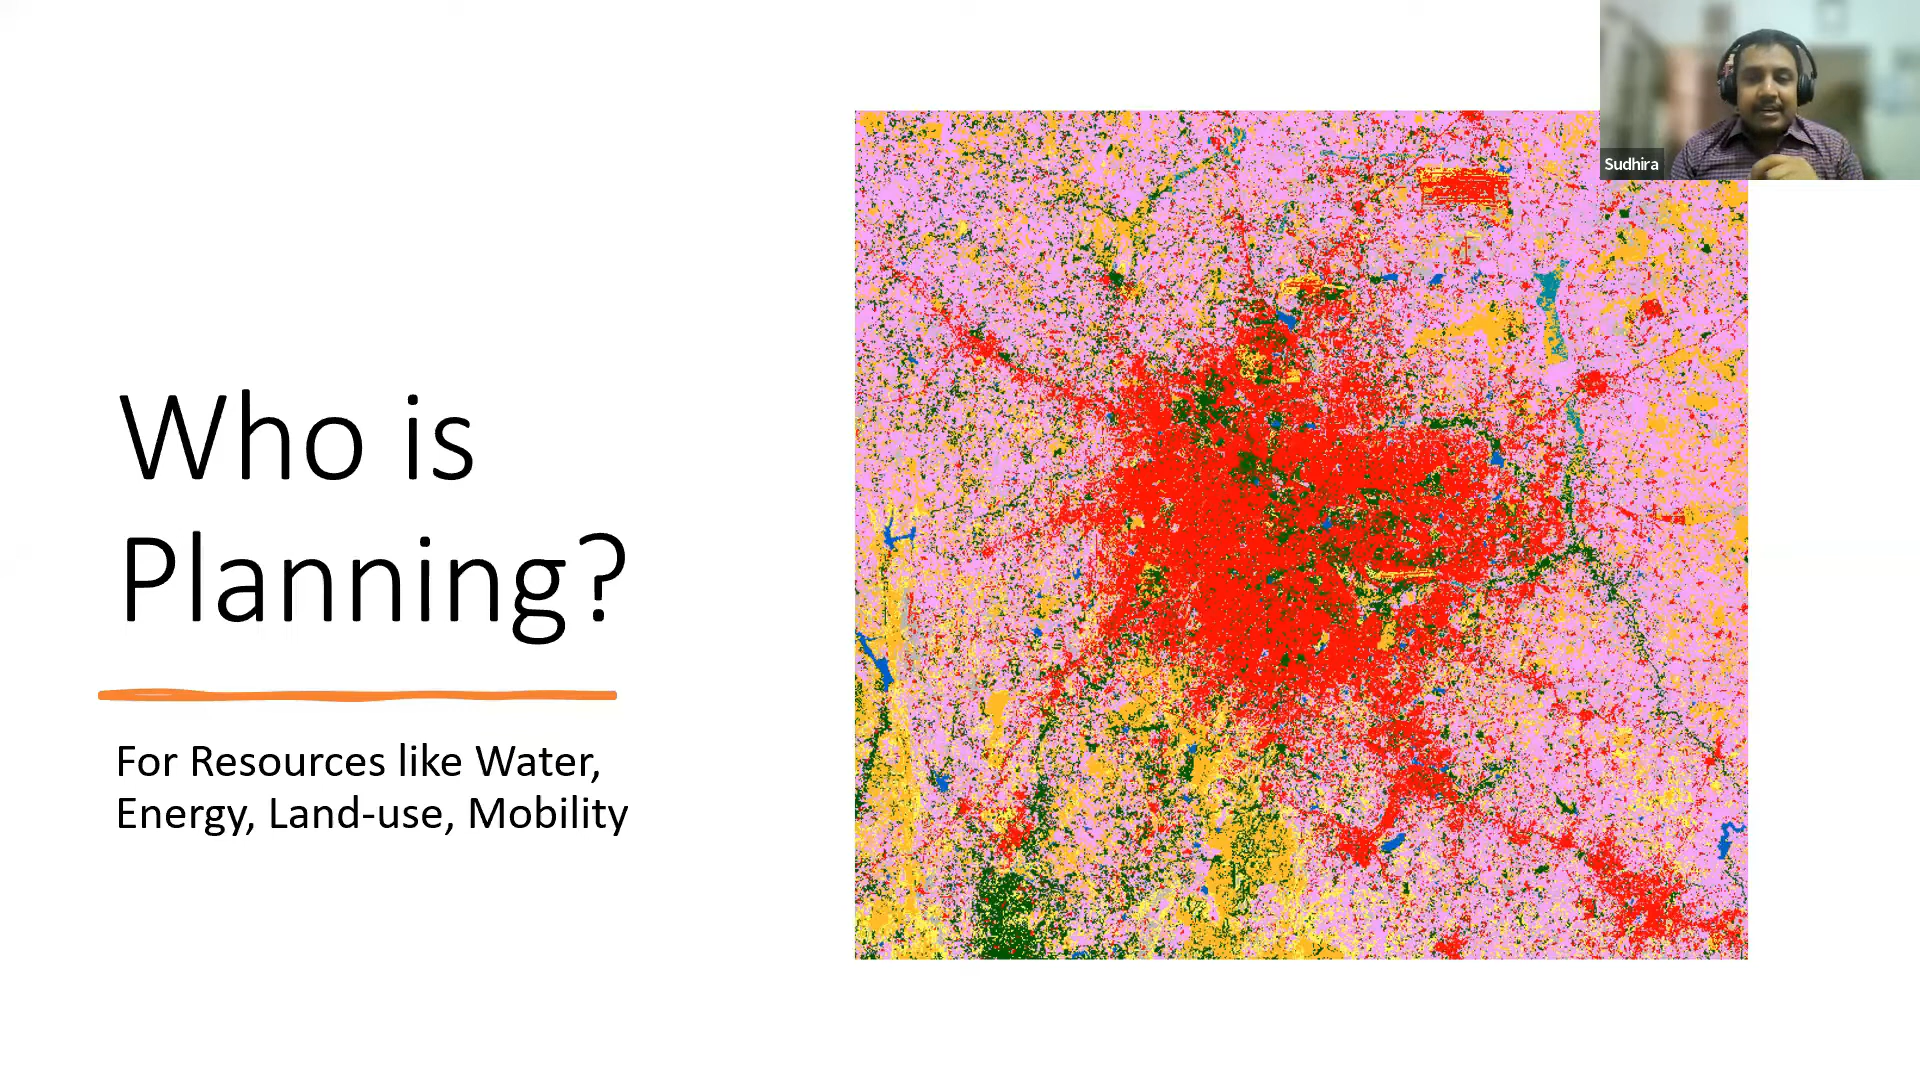 Sudhira
Who is
Planning?
For Resources like Water,
Energy, Land-use, Mobility